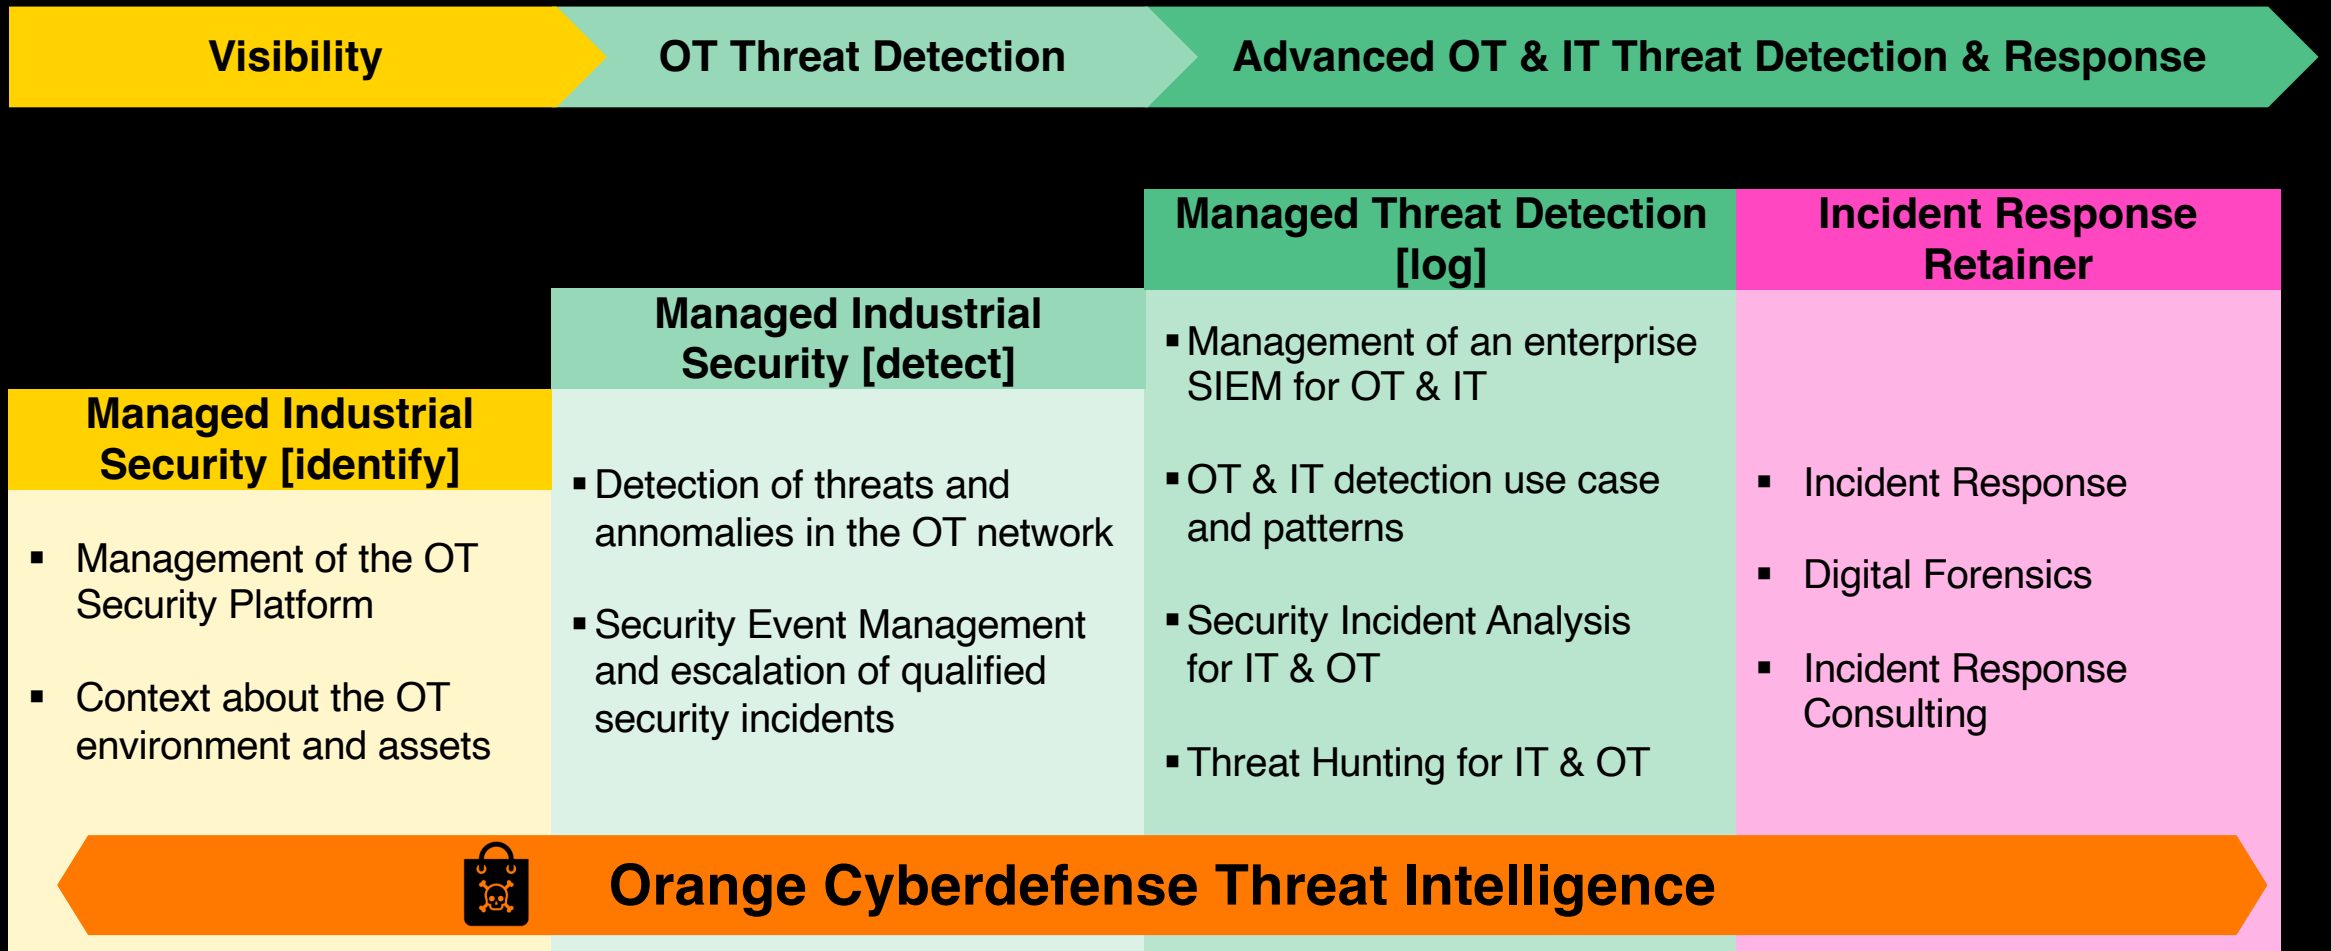 Visibility
OT Threat Detection
Advanced OT & IT Threat Detection & Response
Managed Industrial
Security [identify]
▪ Management of the OT
Security Platform
▪ Context about the OT
environment and assets
Managed Industrial
Security [detect]
▪ Detection of threats and
annomalies in the OT network
▪ Security Event Management
and escalation of qualified
security incidents
Managed Threat Detection
[log]
▪ Management of an enterprise
SIEM for OT & IT
▪ OT & IT detection use case
and patterns
▪ Security Incident Analysis
for IT & OT
▪ Threat Hunting for IT & OT
Incident Response
Retainer
▪ Incident Response
▪ Digital Forensics
▪ Incident Response
Consulting
Orange Cyberdefense Threat Intelligence